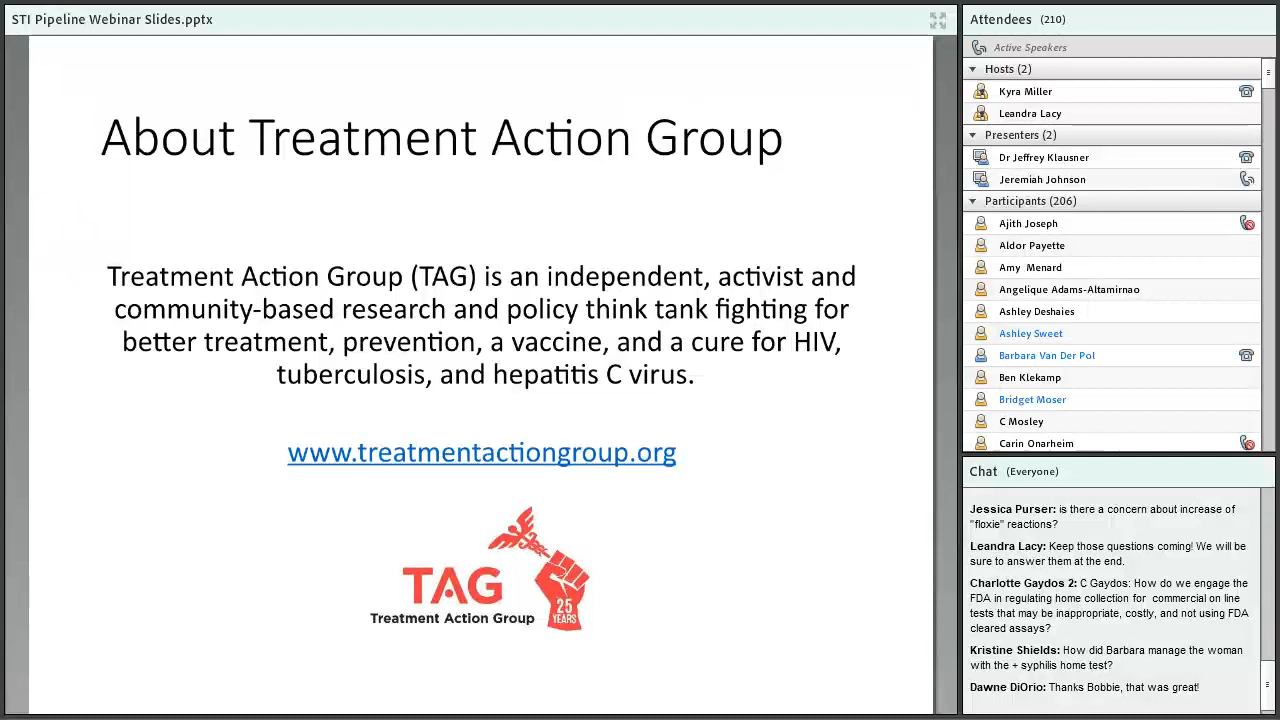 STI Pipeline Webinar Slides.pptx
About Treatment Action Group
Treatment Action Group (TAG) is an independent, activist and
community-based research and policy think tank fighting for
better treatment, prevention, a vaccine, and a cure for HIV,
tuberculosis, and hepatitis C virus.
www.treatmentactiongroup.org
TAG
Treatment Action Group
25
YEARS
Attendees (210)
Active Speakers
Hosts (2)
Kyra Miller
Leandra Lacy
Presenters (2)
Dr Jeffrey Klausner
Jeremiah Johnson
Participants (206)
Ajith Joseph
Aldor Payette
Amy Menard
Angelique Adams-Altamirnao
Ashley Deshaies
Ashley Sweet
Barbara Van Der Pol
Ben Klekamp
Bridget Moser
C Mosley
Carin Onarheim
Chat (Everyone)
Jessica Purser: is there a concern about increase of
"floxie" reactions?
Leandra Lacy: Keep those questions coming! We will be
sure to answer them at the end.
Charlotte Gaydos 2: C Gaydos: How do we engage the
FDA in regulating home collection for commercial on line
tests that may be inappropriate, costly, and not using FDA
cleared assays?
Kristine Shields: How did Barbara manage the woman
with the + syphilis home test?
Dawne DiOrio: Thanks Bobbie, that was great!